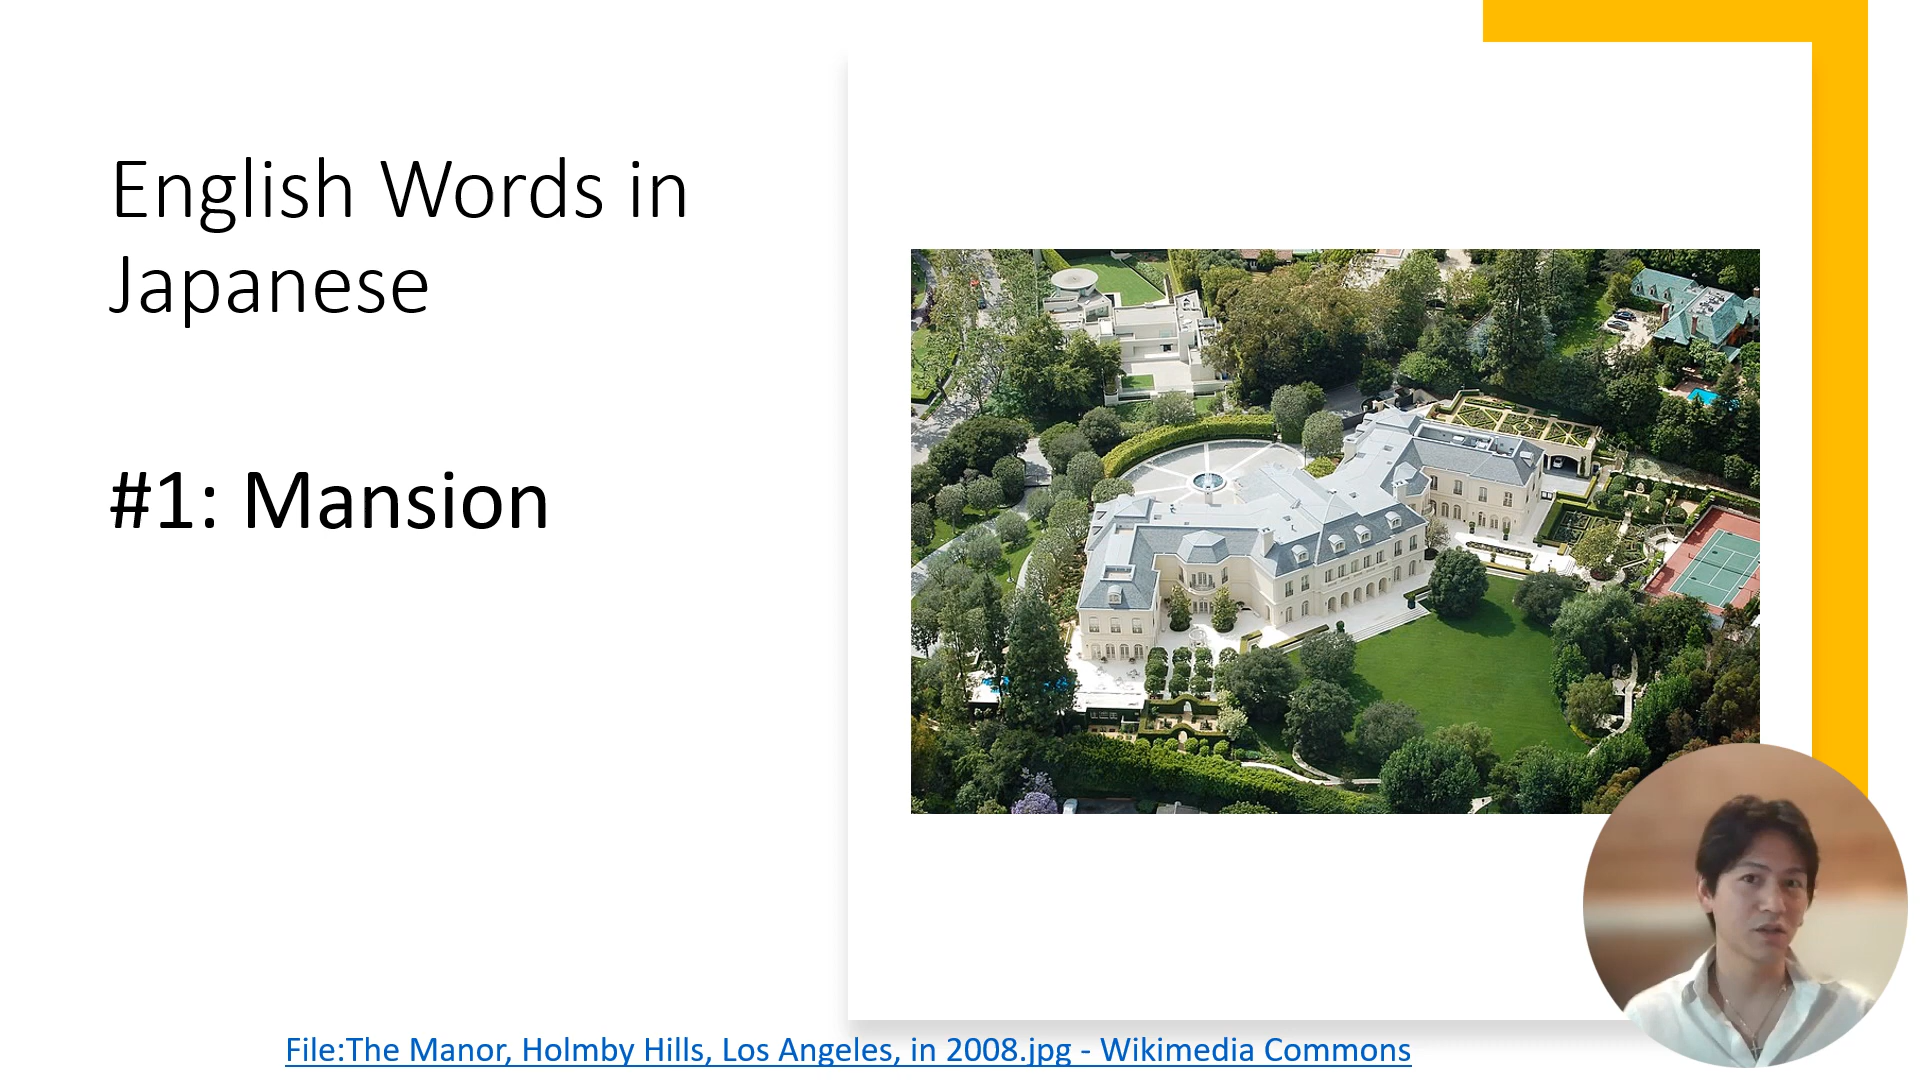 English Words in
Japanese
#1: Mansion
File:The Manor, Holmby Hills, Los Angeles, in 2008.jpg - Wikimedia Commons